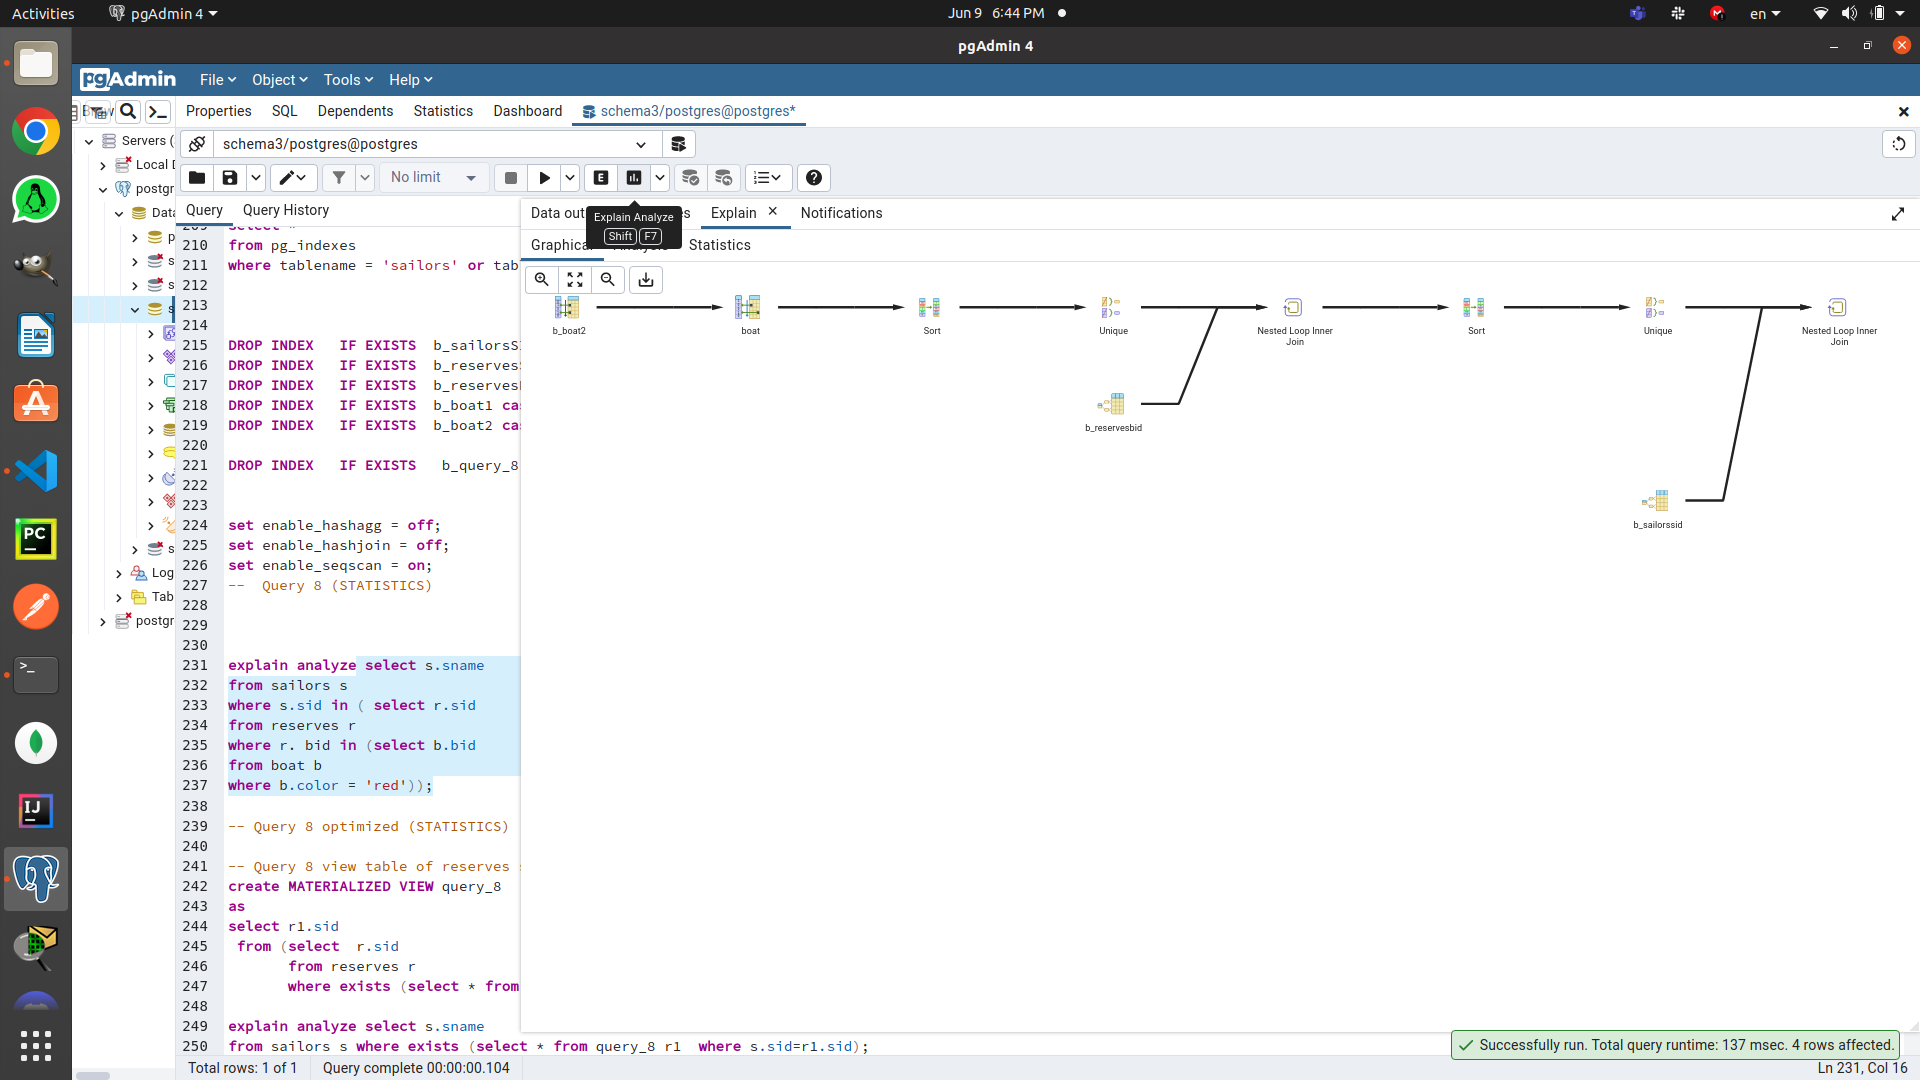 Activities
pgAdmin 4
Jun 9 6:44 PM
en
pgAdmin 4
pgAdmin
File
Object
Tools
Help
Properties
SQL
Dependents
Statistics
Dashboard
schema3/postgres@postgres*
Servers (
Local D
postgr
Data
p
s
s
s
s
Log
Tab
postgr
schema3/postgres@postgres
No limit
E
Query
Query History
Data out
s
Explain
Notifications
Explain Analyze
Shift F7
Graphical
Analysis
Statistics
210 from pg_indexes
211 where tablename = 'sailors' or tab
212
213
214
215 DROP INDEX IF EXISTS b_sailorsS
216 DROP INDEX IF EXISTS b_reserves
217 DROP INDEX IF EXISTS b_reserves
218 DROP INDEX IF EXISTS b_boat1 cas
219 DROP INDEX IF EXISTS b_boat2 cas
220
221 DROP INDEX IF EXISTS b_query_8
222
223
224 set enable_hashagg = off;
225 set enable_hashjoin = off;
226 set enable_seqscan = on;
227 -- Query 8 (STATISTICS)
228
229
230
231 explain analyze select s.sname
232 from sailors s
233 where s.sid in ( select r.sid
234 from reserves r
235 where r. bid in (select b.bid
236 from boat b
237 where b.color = 'red'));
238
239 -- Query 8 optimized (STATISTICS)
240
241 -- Query 8 view table of reserves s
242 create MATERIALIZED VIEW query_8
243 as
244 select r1.sid
245 from (select r.sid
246 from reserves r
247 where exists (select * from
248
249 explain analyze select s.sname
250 from sailors s where exists (select * from query_8 r1 where s.sid=r1.sid);
b_boat2
boat
Sort
Unique
Nested Loop Inner
Join
Sort
Unique
Nested Loop Inner
Join
b_reservesbid
b_sailorssid
Successfully run. Total query runtime: 137 msec. 4 rows affected.
Total rows: 1 of 1
Query complete 00:00:00.104
Ln 231, Col 16
PC
IJ